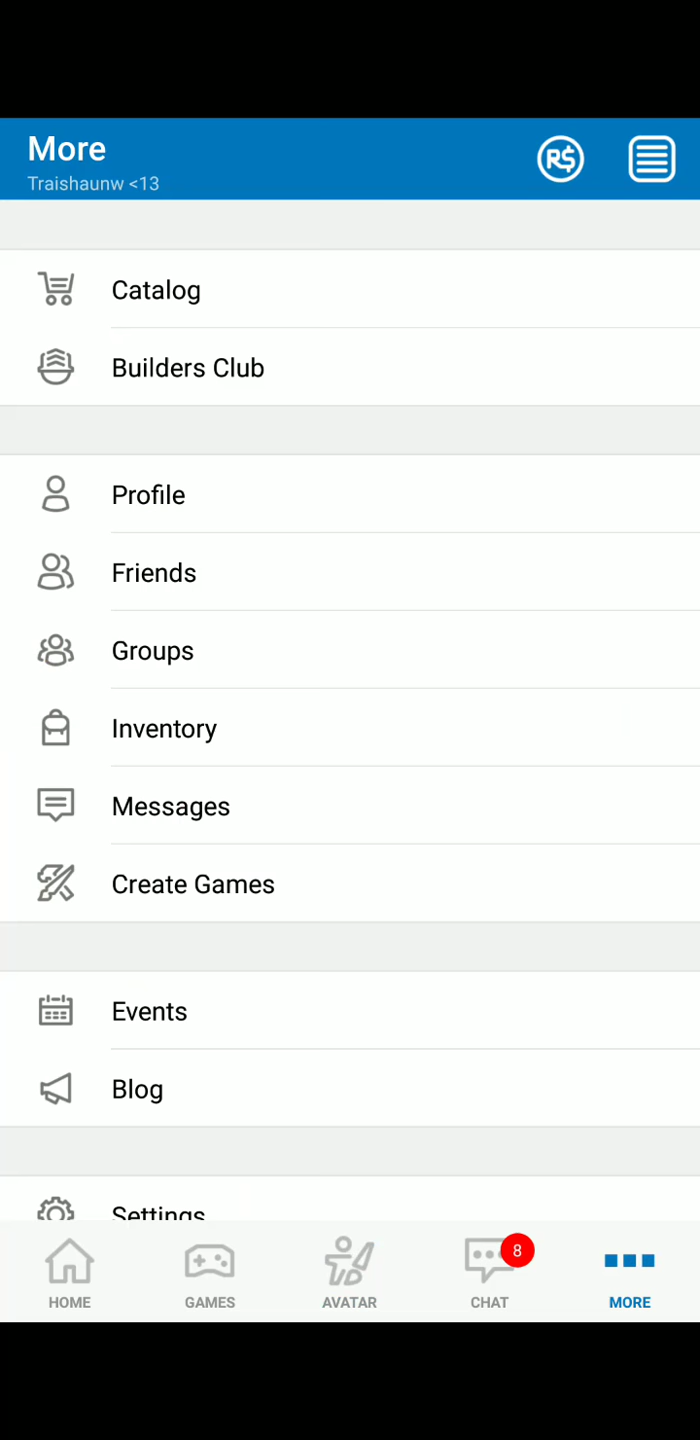 More
Traishaunw <13
R$
Catalog
Builders Club
Profile
Friends
Groups
Inventory
Messages
Create Games
Events
Blog
Settings
8
HOME
GAMES
AVATAR
CHAT
MORE